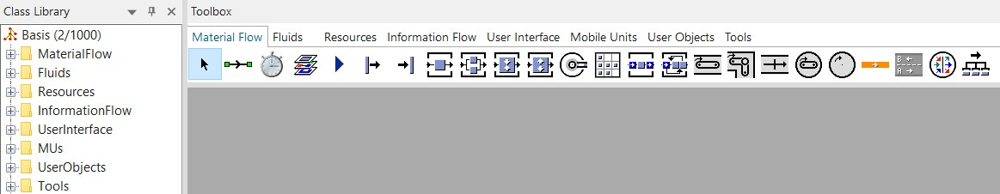 Class Library
Toolbox
Basis (2/1000)
MaterialFlow
Fluids
Resources
InformationFlow
UserInterface
MUs
UserObjects
Tools
Material Flow Fluids Resources Information Flow User Interface Mobile Units User Objects Tools
B
A